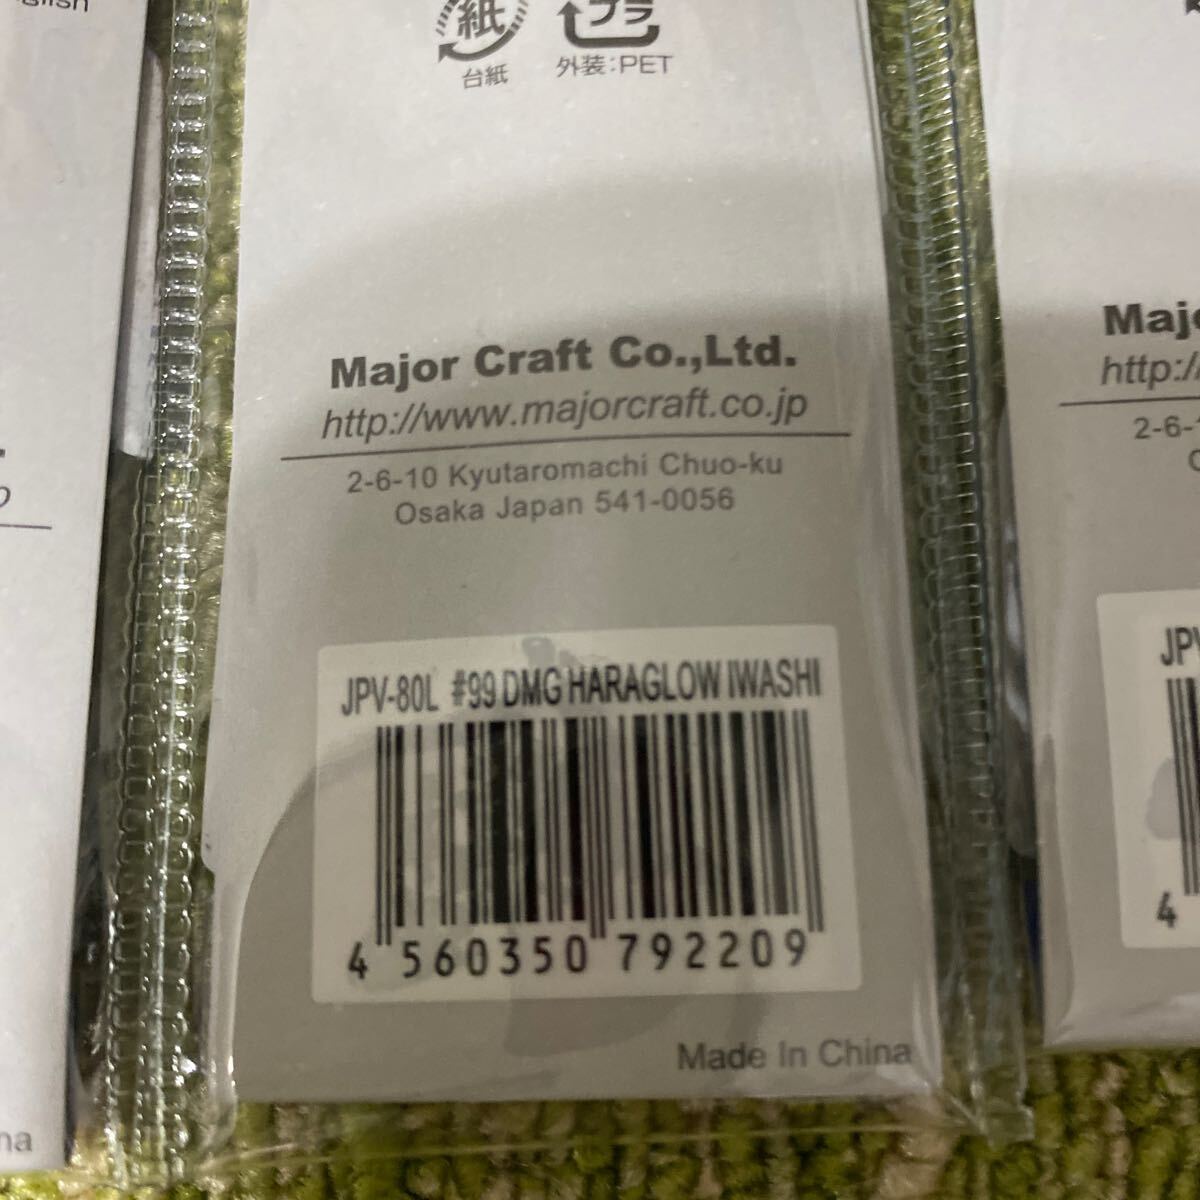 glish
紙
プラ
台紙
外装:PET
Major Craft Co.,Ltd.
http://www.majorcraft.co.jp
2-6-10 Kyutaromachi Chuo-ku
Osaka Japan 541-0056
JPV-80L #99 DMG HARAGLOW IWASHI
4 560350 792209
Made In China
Majo
http:/
2-6-1
JPV
4
na